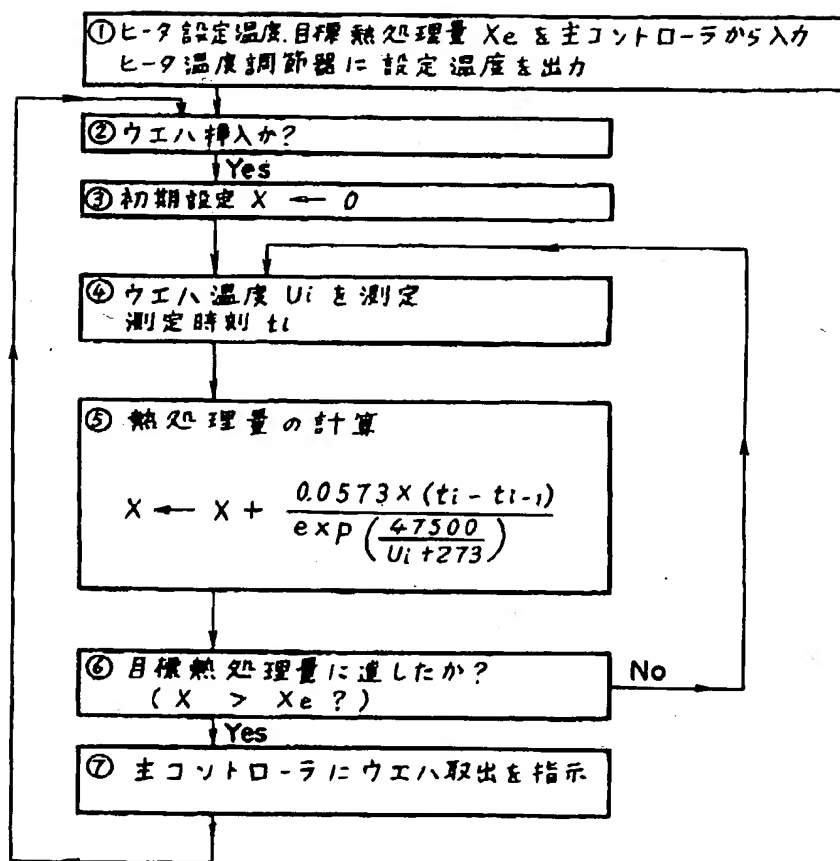 ① ヒータ設定温度.目標熱処理量 Xe を主コントローラから入力
ヒータ温度調節器に設定温度を出力
② ウエハ挿入か?
Yes
③ 初期設定 X ← 0
④ ウエハ温度 Ui を測定
測定時刻 ti
⑤ 熱処理量の計算
X ← X + 0.0573×(ti - ti-1) / exp (47500 / Ui+273)
⑥ 目標熱処理量に達したか?
No
( X > Xe ? )
Yes
⑦ 主コントローラにウエハ取出を指示